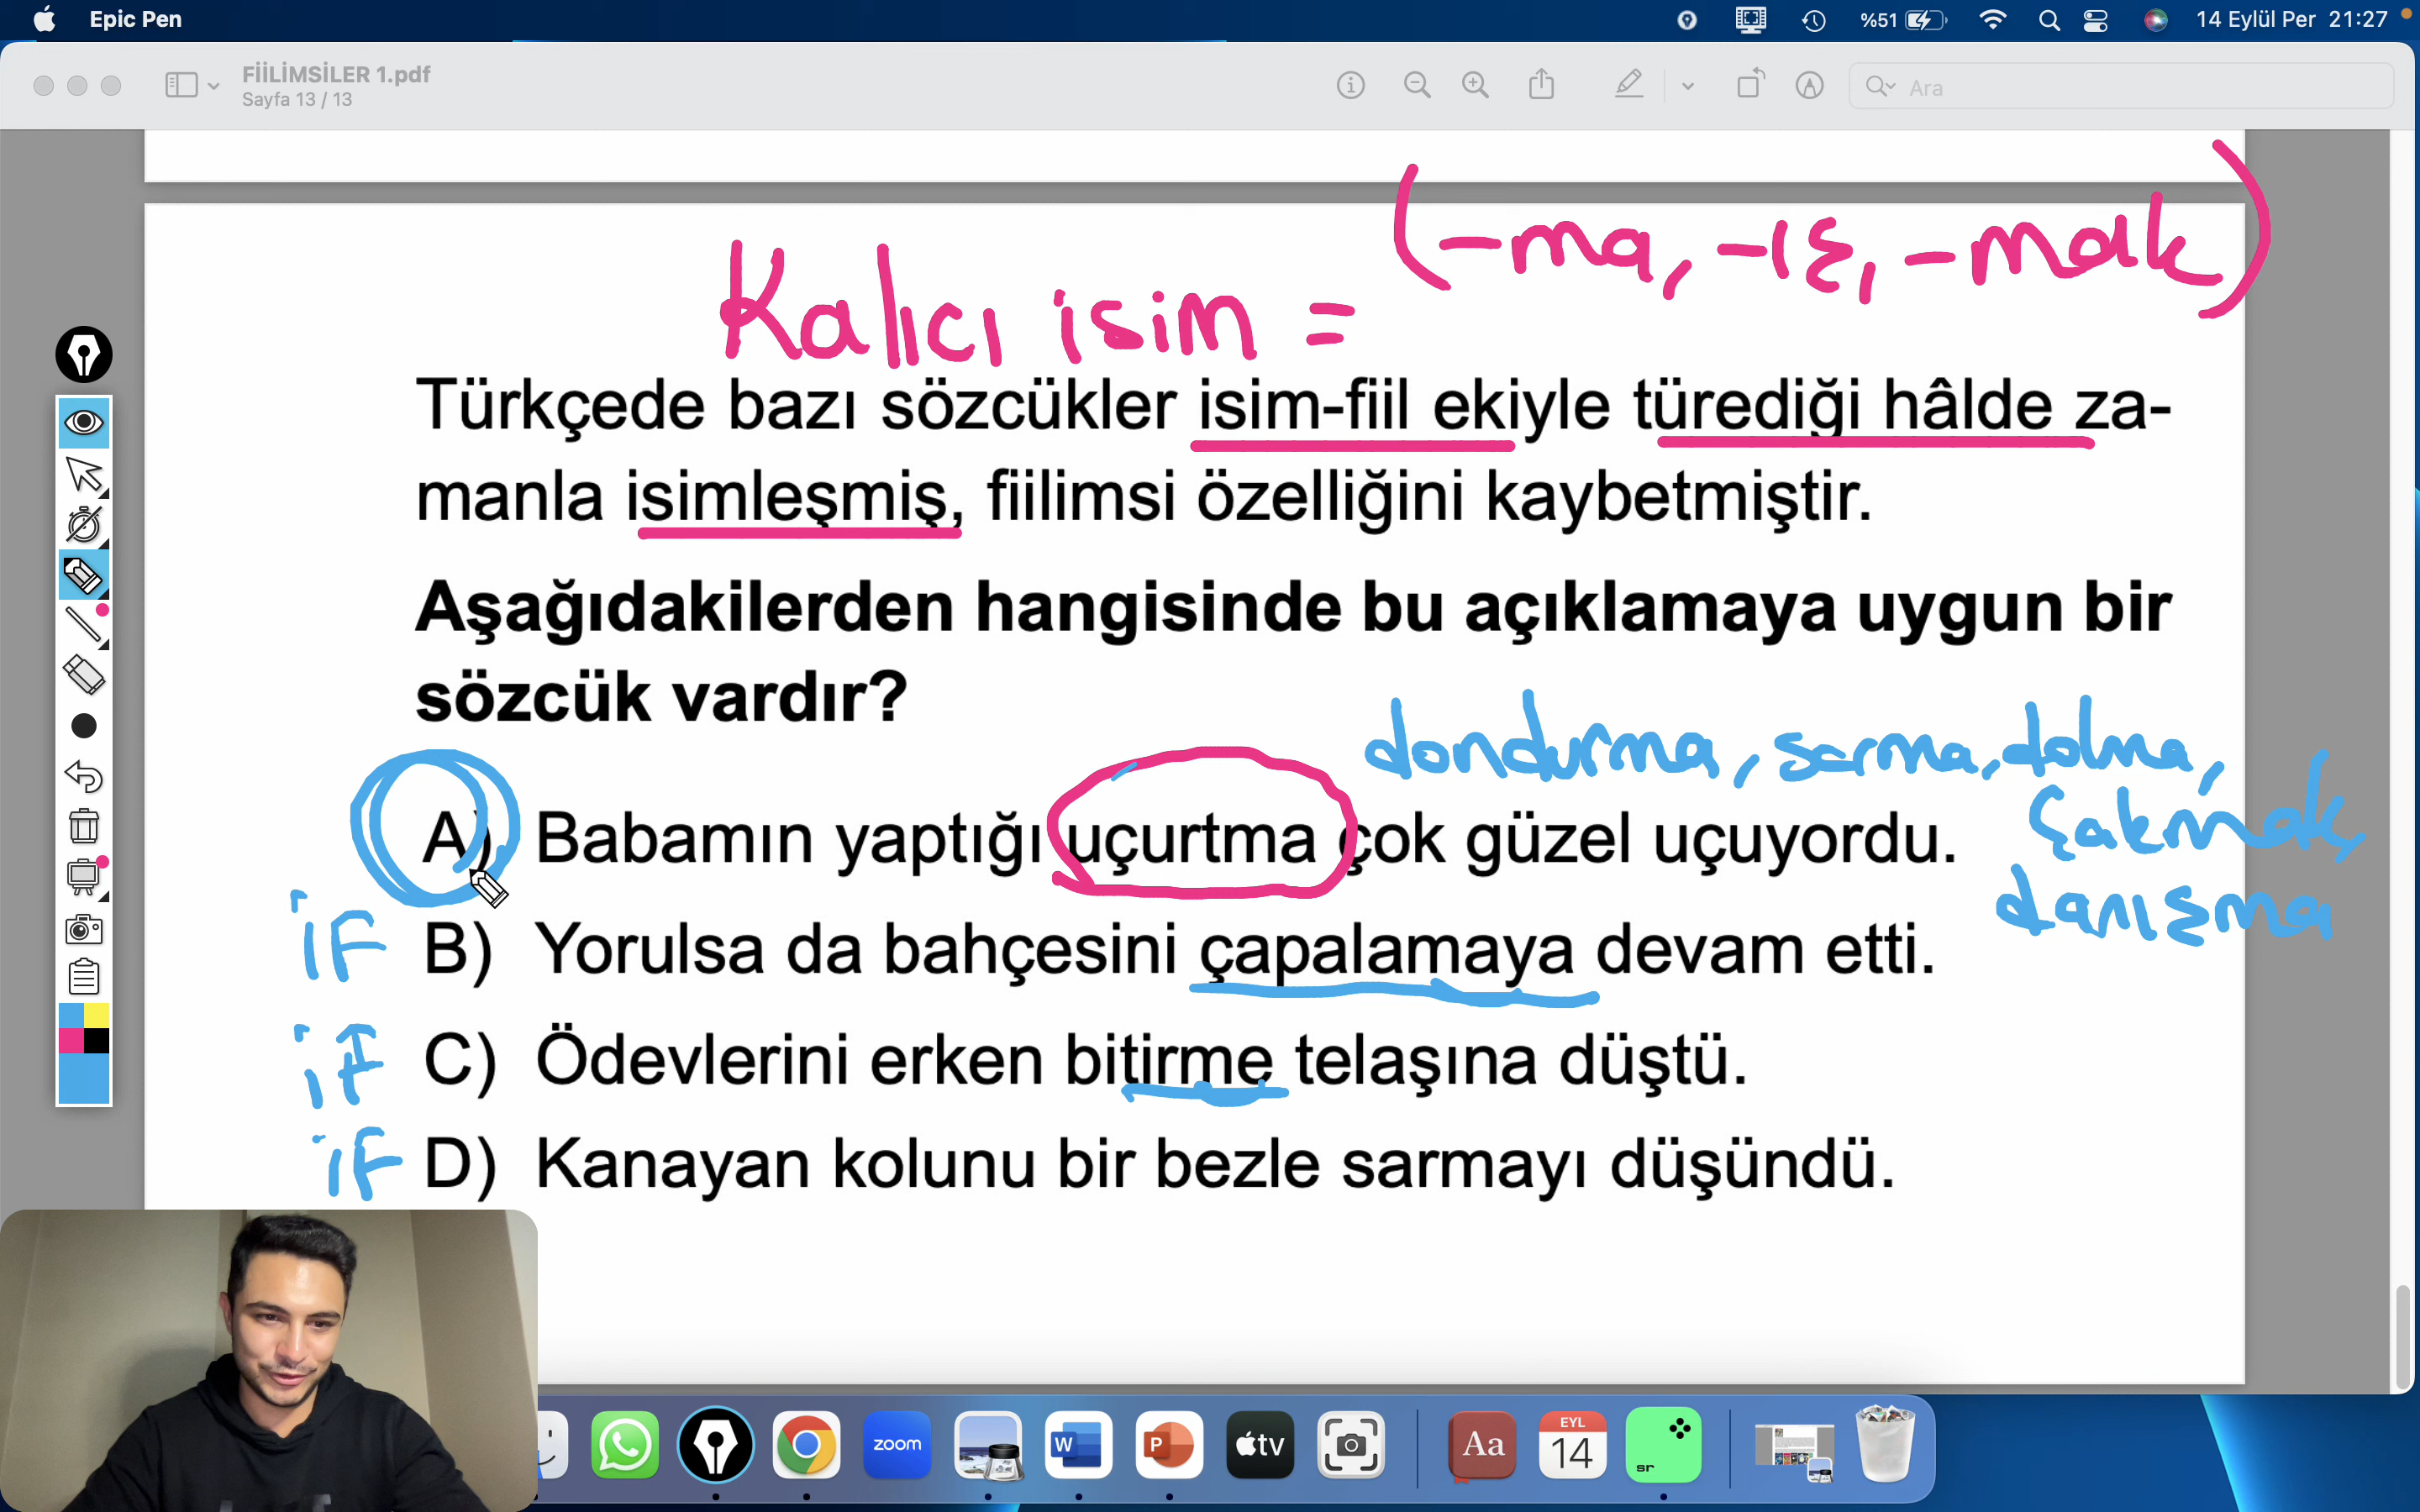 Epic Pen
%51
14 Eylül Per 21:27
FİİLİMSİLER 1.pdf
Sayfa 13 / 13
Ara
(-ma, -ış, -mak)
Kalıcı isim =
Türkçede bazı sözcükler isim-fiil ekiyle türediği hâlde za-
manla isimleşmiş, fiilimsi özelliğini kaybetmiştir.
Aşağıdakilerden hangisinde bu açıklamaya uygun bir
sözcük vardır?
dondurma, sarma, dolma,
çakmak,
danışma
A) Babamın yaptığı uçurtma çok güzel uçuyordu.
İF B) Yorulsa da bahçesini çapalamaya devam etti.
İF C) Ödevlerini erken bitirme telaşına düştü.
İF D) Kanayan kolunu bir bezle sarmayı düşündü.
zoom
W
P
tv
Aa
EYL
14
sr